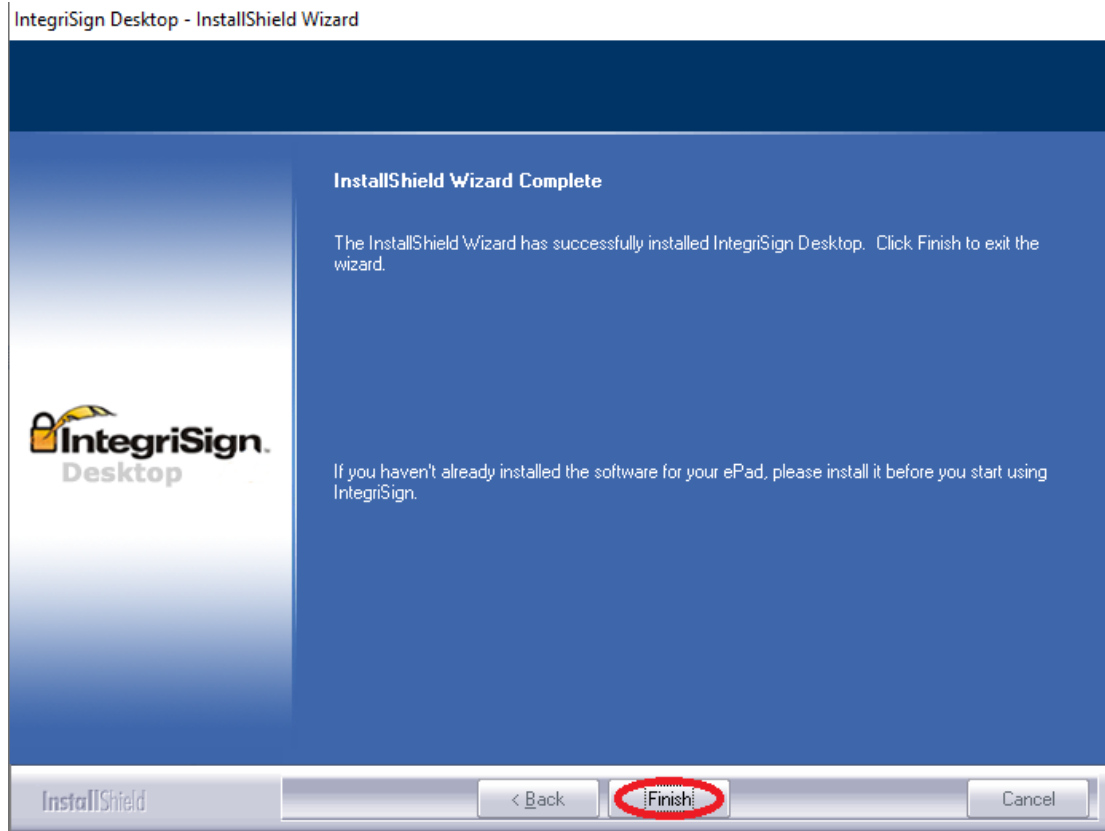 IntegriSign Desktop - InstallShield Wizard
InstallShield Wizard Complete
The InstallShield Wizard has successfully installed IntegriSign Desktop.  Click Finish to exit the
wizard.
IntegriSign.
Desktop
If you haven't already installed the software for your ePad, please install it before you start using
IntegriSign.
InstallShield
< Back
Finish
Cancel